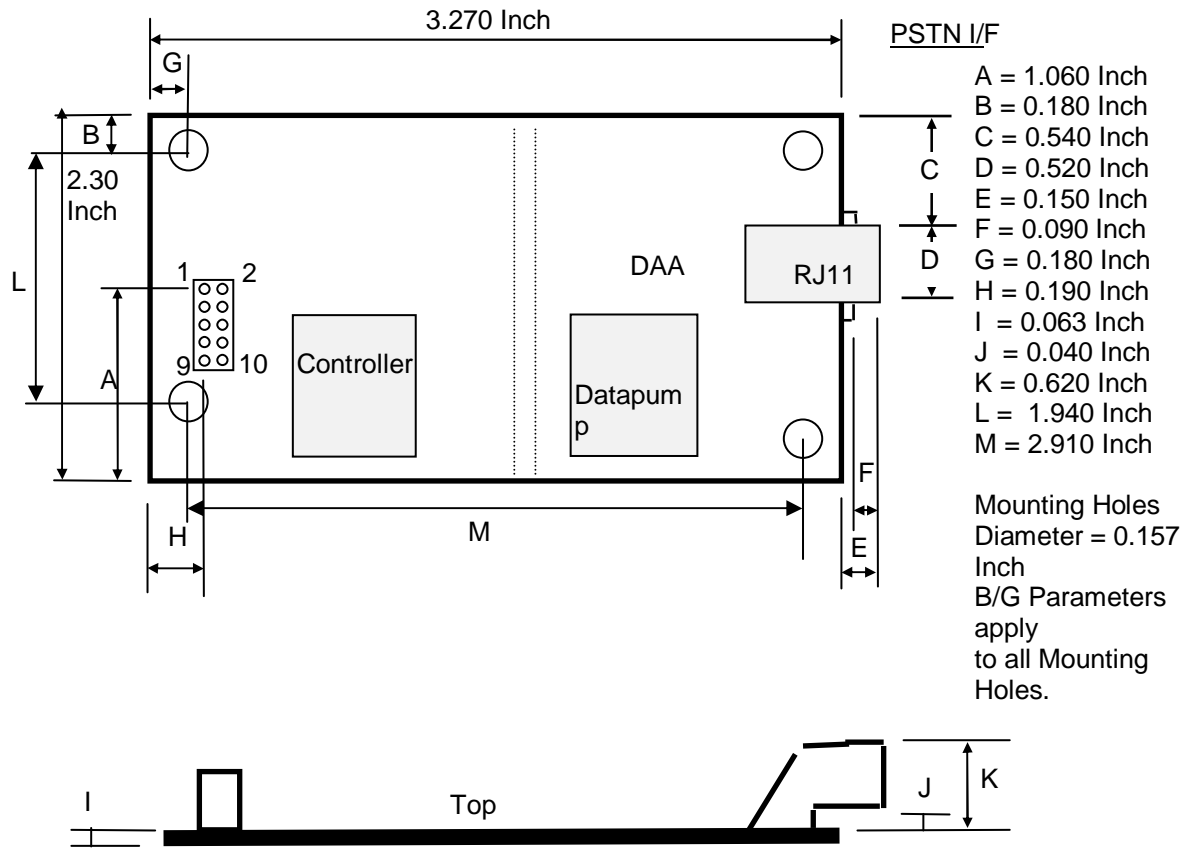 3.270 Inch
PSTN I/F
G
A = 1.060 Inch
B = 0.180 Inch
C = 0.540 Inch
D = 0.520 Inch
E = 0.150 Inch
F = 0.090 Inch
G = 0.180 Inch
H = 0.190 Inch
I = 0.063 Inch
J = 0.040 Inch
K = 0.620 Inch
L = 1.940 Inch
M = 2.910 Inch
B
C
2.30
Inch
L
1 2
DAA
RJ11
D
9 10
A
Controller
Datapum
p
F
M
H
E
Mounting Holes
Diameter = 0.157
Inch
B/G Parameters
apply
to all Mounting
Holes.
I
Top
J
K